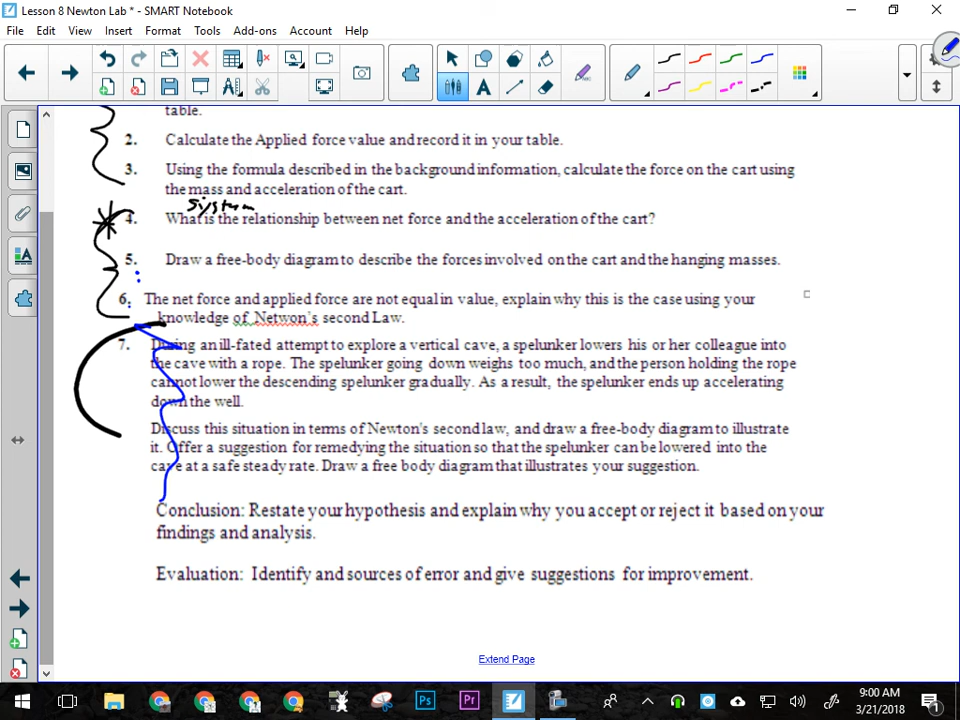 Lesson 8 Newton Lab * - SMART Notebook
File Edit View Insert Format Tools Add-ons Account Help
table.
2. Calculate the Applied force value and record it in your table.
3. Using the formula described in the background information, calculate the force on the cart using
the mass and acceleration of the cart.
system
4. What is the relationship between net force and the acceleration of the cart?
5. Draw a free-body diagram to describe the forces involved on the cart and the hanging masses.
6. The net force and applied force are not equal in value, explain why this is the case using your
knowledge of Netwon's second Law.
7. During an ill-fated attempt to explore a vertical cave, a spelunker lowers his or her colleague into
the cave with a rope. The spelunker going down weighs too much, and the person holding the rope
cannot lower the descending spelunker gradually. As a result, the spelunker ends up accelerating
down the well.
Discuss this situation in terms of Newton's second law, and draw a free-body diagram to illustrate
it. Offer a suggestion for remedying the situation so that the spelunker can be lowered into the
cave at a safe steady rate. Draw a free body diagram that illustrates your suggestion.
Conclusion: Restate your hypothesis and explain why you accept or reject it based on your
findings and analysis.
Evaluation: Identify and sources of error and give suggestions for improvement.
Extend Page
Ps Pr
9:00 AM
3/21/2018
1